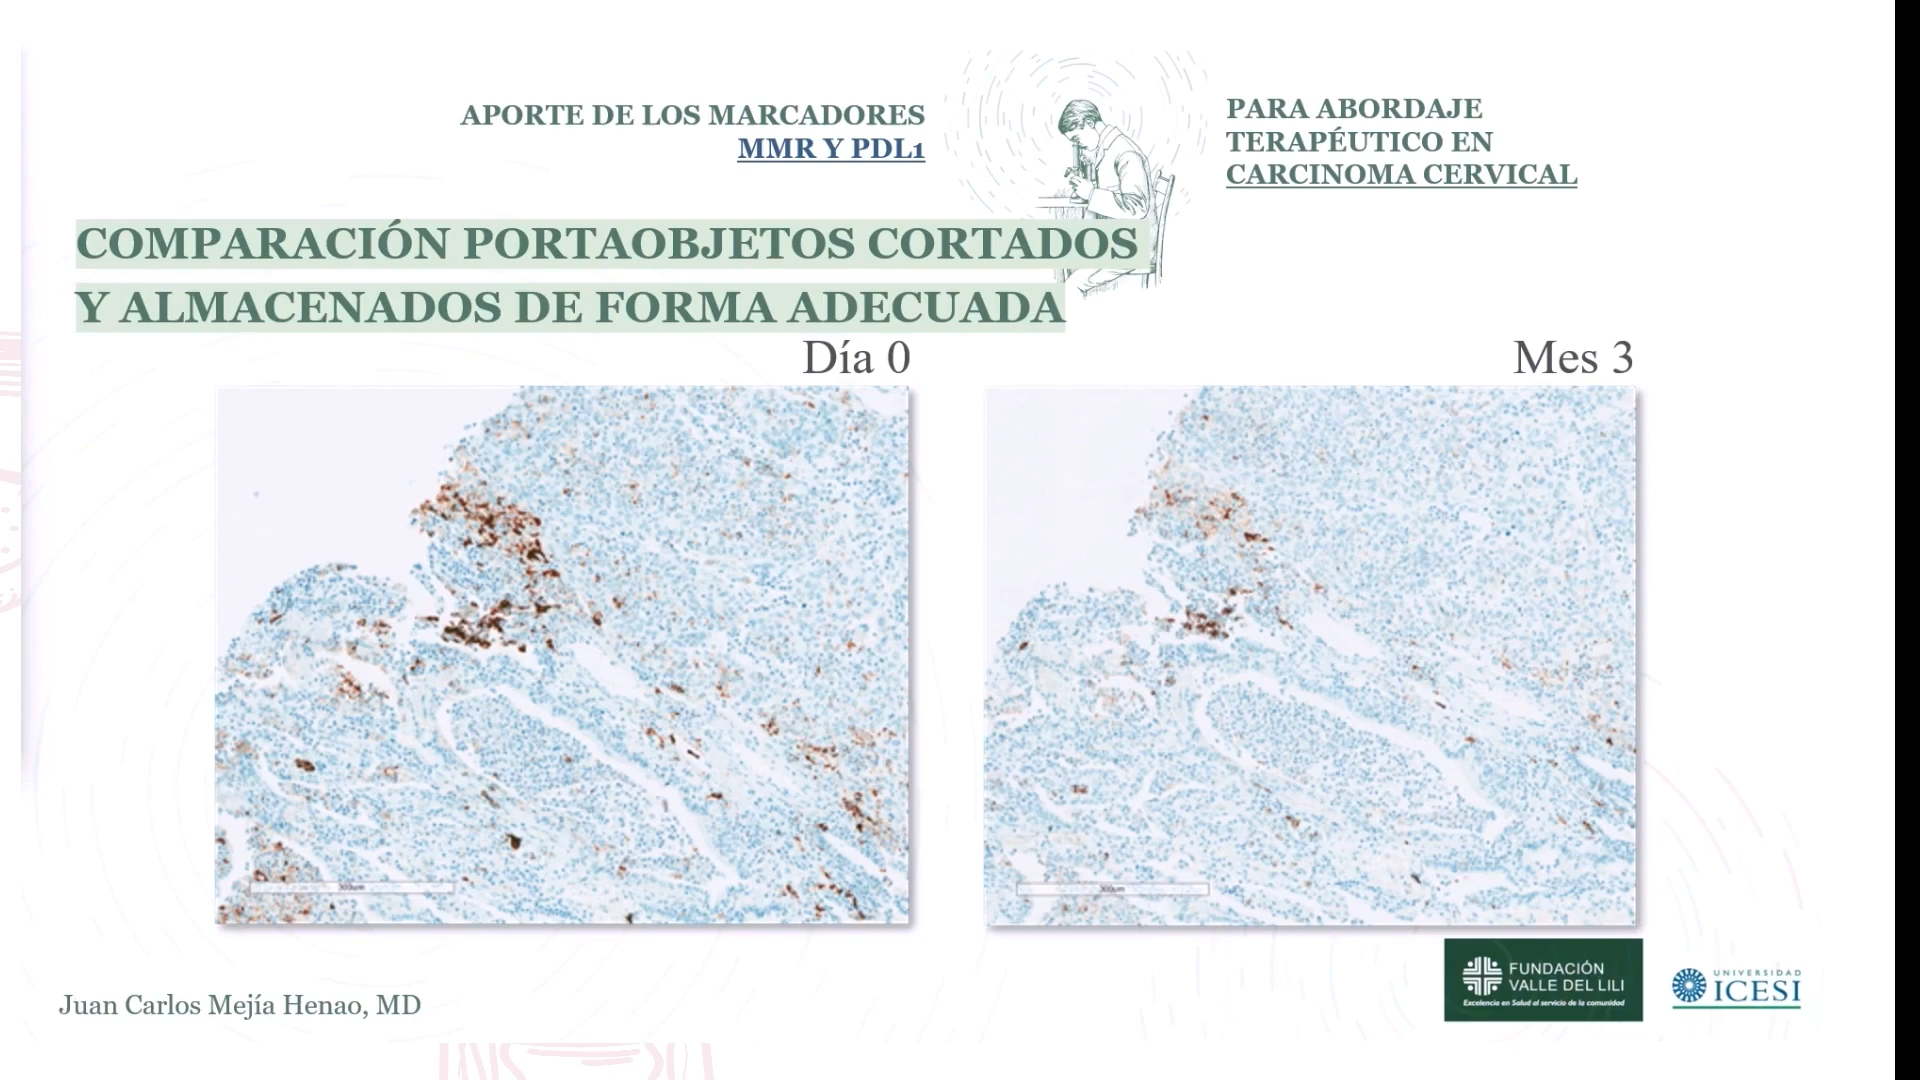 APORTE DE LOS MARCADORES
MMR Y PDL1
PARA ABORDAJE
TERAPÉUTICO EN
CARCINOMA CERVICAL
COMPARACIÓN PORTAOBJETOS CORTADOS
Y ALMACENADOS DE FORMA ADECUADA
Día 0
Mes 3
300um
300um
Juan Carlos Mejía Henao, MD
FUNDACIÓN
VALLE DEL LILI
Excelencia en Salud al servicio de la comunidad
UNIVERSIDAD
ICESI